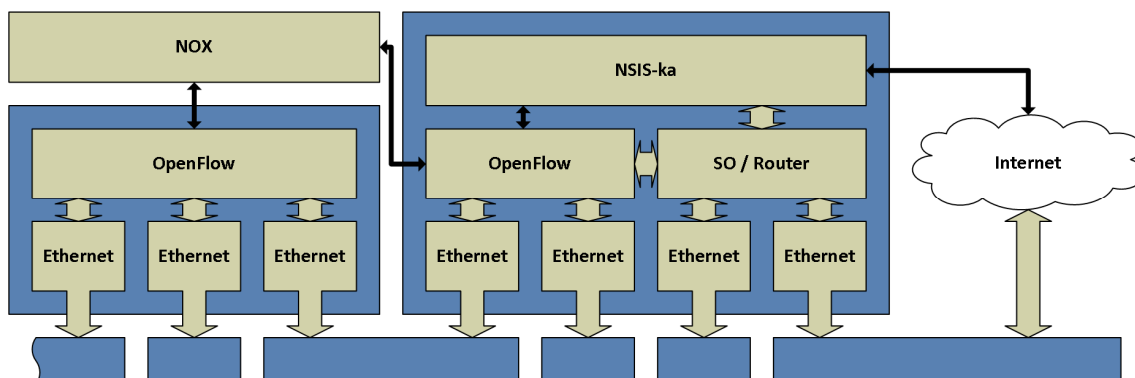 NOX
NSIS-ka
OpenFlow
OpenFlow
SO / Router
Internet
Ethernet
Ethernet
Ethernet
Ethernet
Ethernet
Ethernet
Ethernet